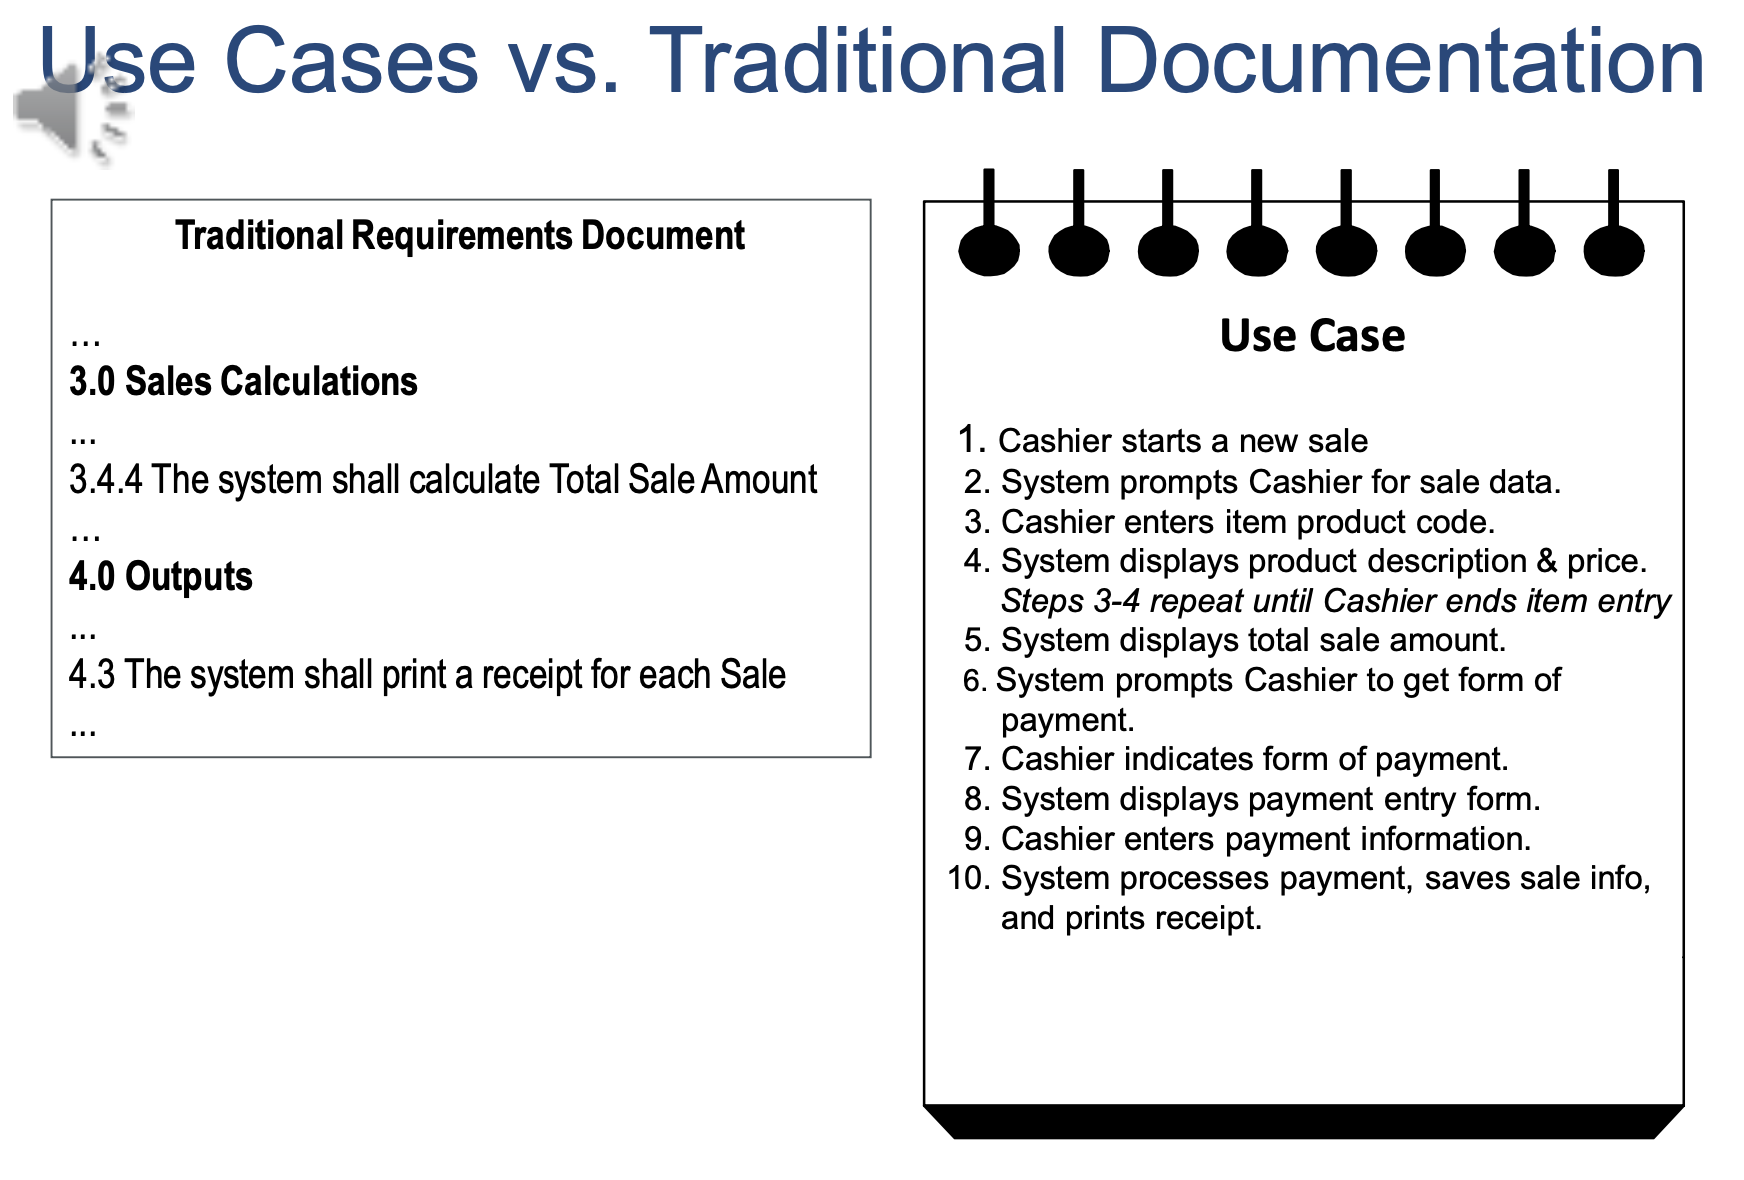 Use Cases vs. Traditional Documentation
Traditional Requirements Document
...
3.0 Sales Calculations
...
3.4.4 The system shall calculate Total Sale Amount
...
4.0 Outputs
...
4.3 The system shall print a receipt for each Sale
...
Use Case
1. Cashier starts a new sale
2. System prompts Cashier for sale data.
3. Cashier enters item product code.
4. System displays product description & price.
Steps 3-4 repeat until Cashier ends item entry
5. System displays total sale amount.
6. System prompts Cashier to get form of
payment.
7. Cashier indicates form of payment.
8. System displays payment entry form.
9. Cashier enters payment information.
10. System processes payment, saves sale info,
and prints receipt.